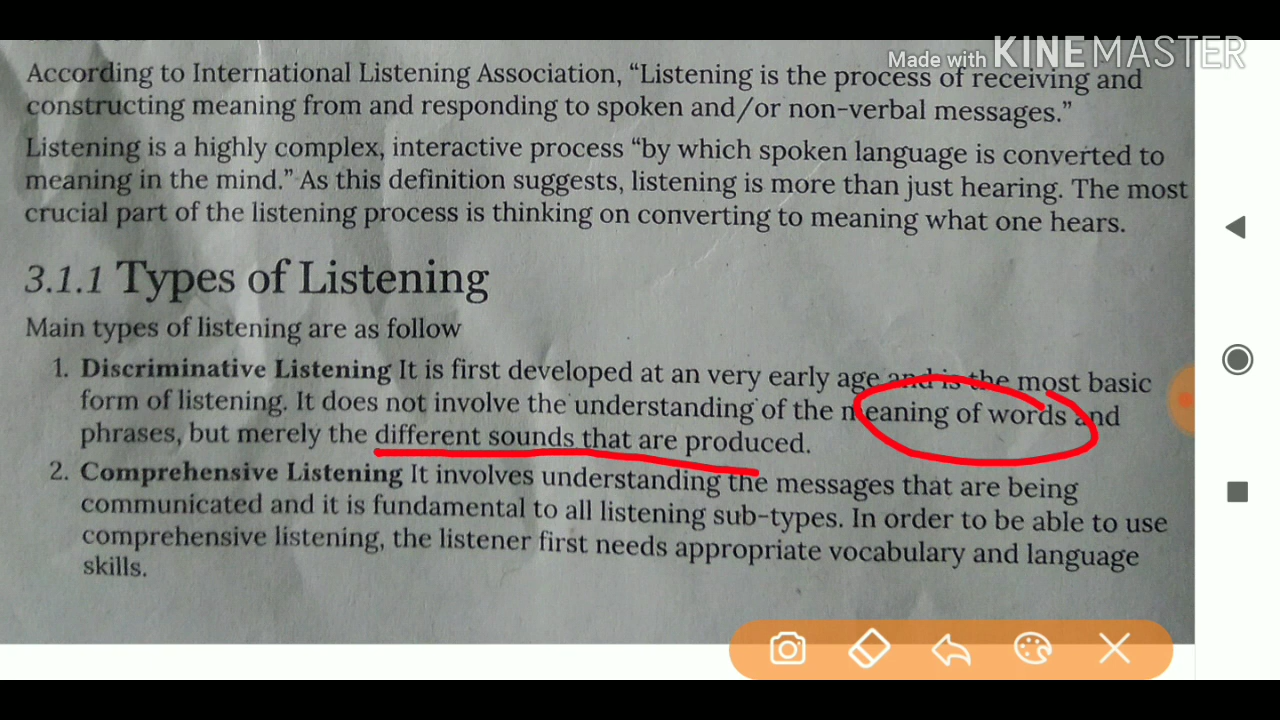 Made with KINEMASTER
According to International Listening Association, “Listening is the process of receiving and
constructing meaning from and responding to spoken and/or non-verbal messages.”
Listening is a highly complex, interactive process “by which spoken language is converted to
meaning in the mind.” As this definition suggests, listening is more than just hearing. The most
crucial part of the listening process is thinking on converting to meaning what one hears.
3.1.1 Types of Listening
Main types of listening are as follow
1. Discriminative Listening It is first developed at an very early age and is the most basic
form of listening. It does not involve the understanding of the meaning of words and
phrases, but merely the different sounds that are produced.
2. Comprehensive Listening It involves understanding the messages that are being
communicated and it is fundamental to all listening sub-types. In order to be able to use
comprehensive listening, the listener first needs appropriate vocabulary and language
skills.